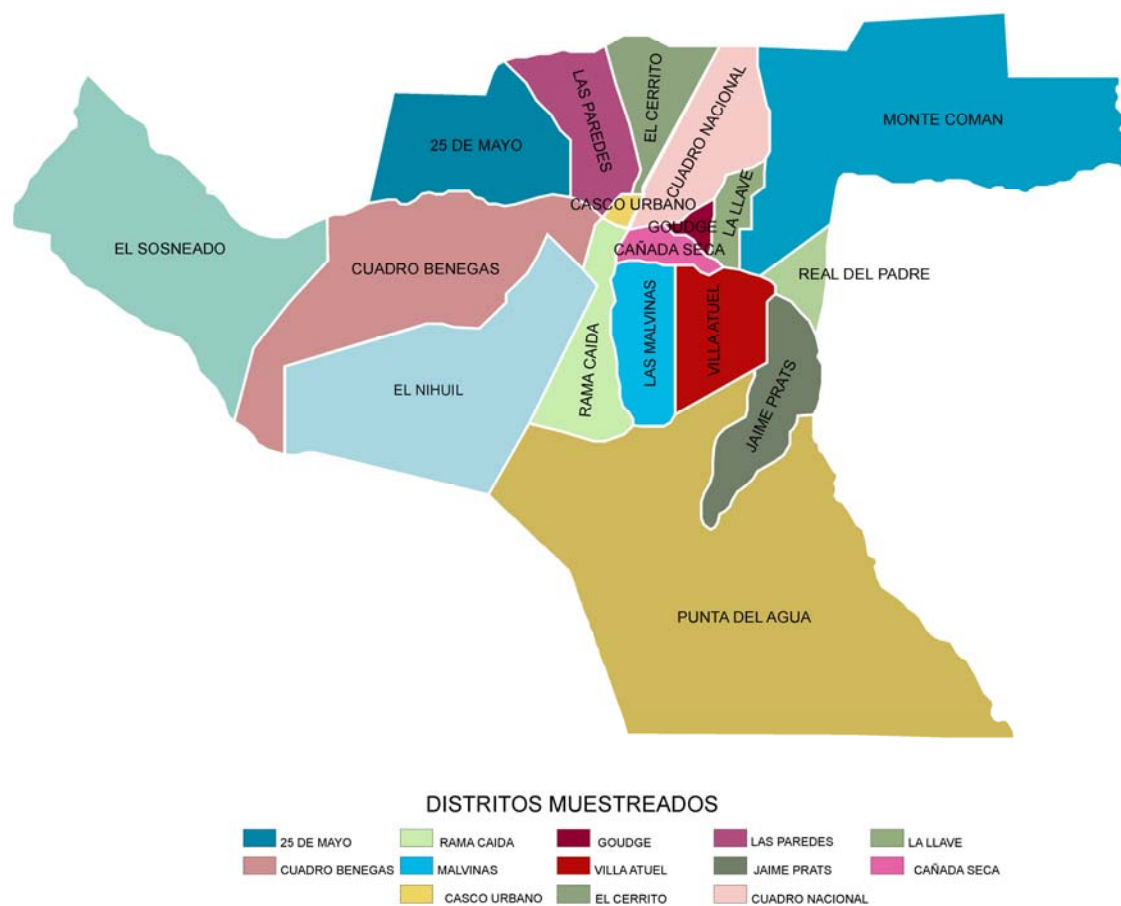 LAS PAREDES
EL CERRITO
CUADRO NACIONAL
MONTE COMAN
25 DE MAYO
CASCO URBANO
LA LLAVE
GOUDGE
EL SOSNEADO
CAÑADA SECA
CUADRO BENEGAS
REAL DEL PADRE
RAMA CAIDA
LAS MALVINAS
VILLA ATUEL
EL NIHUIL
JAIME PRATS
PUNTA DEL AGUA
DISTRITOS MUESTREADOS
25 DE MAYO
RAMA CAIDA
GOUDGE
LAS PAREDES
LA LLAVE
CUADRO BENEGAS
MALVINAS
VILLA ATUEL
JAIME PRATS
CAÑADA SECA
CASCO URBANO
EL CERRITO
CUADRO NACIONAL